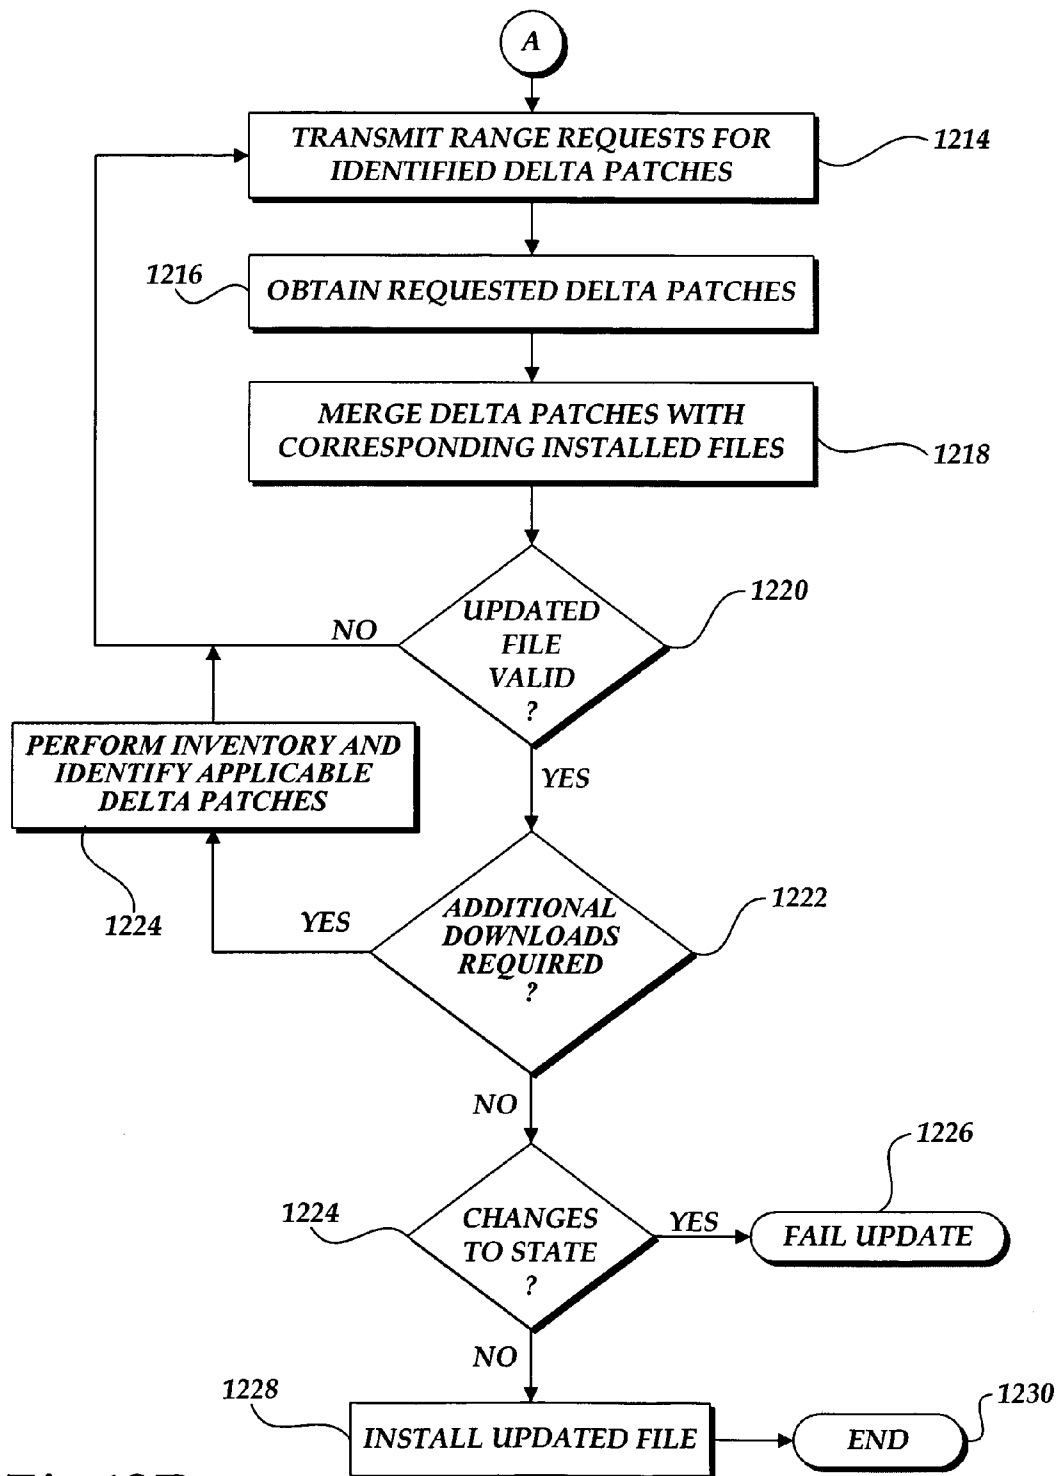 A
TRANSMIT RANGE REQUESTS FOR
IDENTIFIED DELTA PATCHES
1214
1216
OBTAIN REQUESTED DELTA PATCHES
MERGE DELTA PATCHES WITH
CORRESPONDING INSTALLED FILES
1218
UPDATED
FILE
VALID
?
1220
NO
YES
PERFORM INVENTORY AND
IDENTIFY APPLICABLE
DELTA PATCHES
1224
YES
ADDITIONAL
DOWNLOADS
REQUIRED
?
1222
NO
1224
CHANGES
TO STATE
?
YES
1226
FAIL UPDATE
NO
1228
INSTALL UPDATED FILE
1230
END